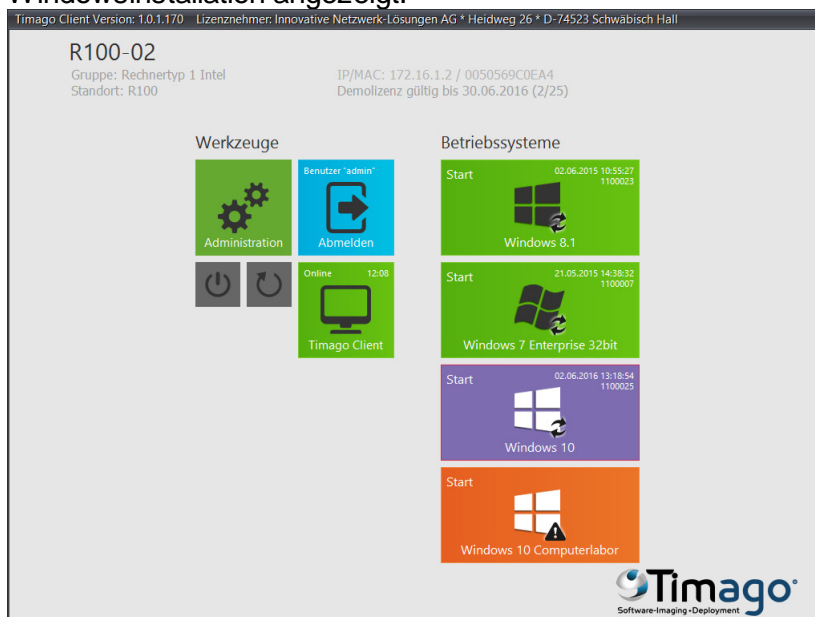 Windowsinstallation angezeigt.
Timago Client Version: 1.0.1.170 Lizenznehmer: Innovative Netzwerk-Lösungen AG * Heidweg 26 * D-74523 Schwäbisch Hall
R100-02
Gruppe: Rechnertyp 1 Intel
Standort: R100
IP/MAC: 172.16.1.2 / 0050569C0EA4
Demolizenz gültig bis 30.06.2016 (2/25)
Werkzeuge
Administration
Benutzer "admin"
Abmelden
Online 12:08
Timago Client
Betriebssysteme
Start 02.06.2015 10:55:27
1100023
Windows 8.1
Start 21.05.2015 14:38:32
1100007
Windows 7 Enterprise 32bit
Start 02.06.2016 13:18:54
1100025
Windows 10
Start
Windows 10 Computerlabor
Timago
Software-Imaging+Deployment